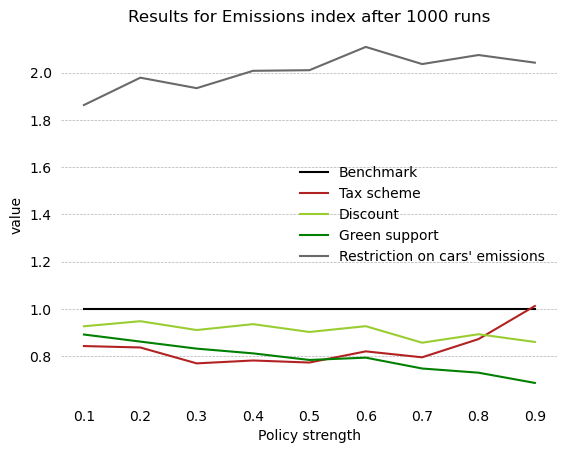 Results for Emissions index after 1000 runs
value
2.0
1.8
1.6
1.4
1.2
1.0
0.8
Benchmark
Tax scheme
Discount
Green support
Restriction on cars' emissions
0.1 0.2 0.3 0.4 0.5 0.6 0.7 0.8 0.9
Policy strength